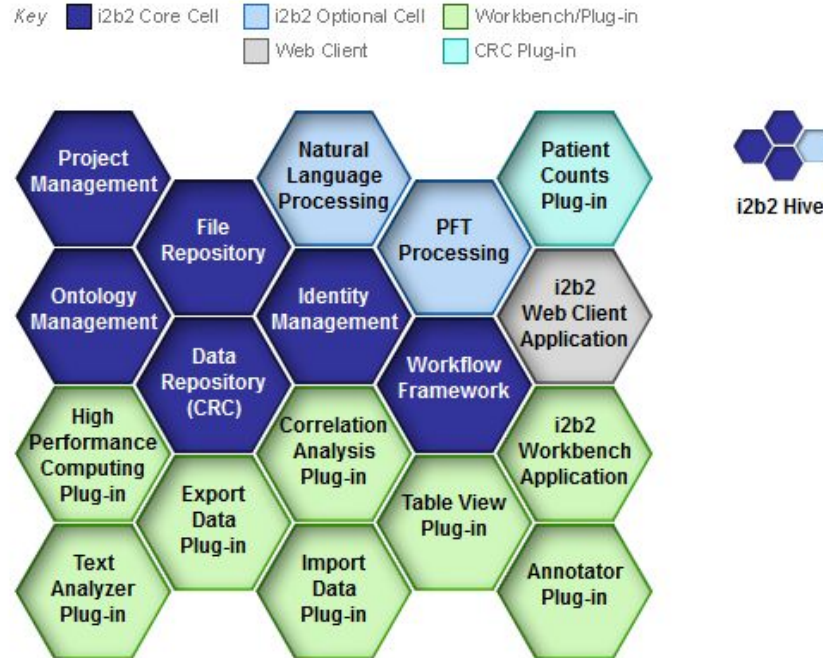 Key i2b2 Core Cell i2b2 Optional Cell Workbench/Plug-in
Web Client CRC Plug-in
Project
Management
Natural
Language
Processing
Patient
Counts
Plug-in
i2b2 Hive
File
Repository
PFT
Processing
Ontology
Management
Identity
Management
i2b2
Web Client
Application
Data
Repository
(CRC)
Workflow
Framework
High
Performance
Computing
Plug-in
Correlation
Analysis
Plug-in
i2b2
Workbench
Application
Export
Data
Plug-in
Table View
Plug-in
Text
Analyzer
Plug-in
Import
Data
Plug-in
Annotator
Plug-in